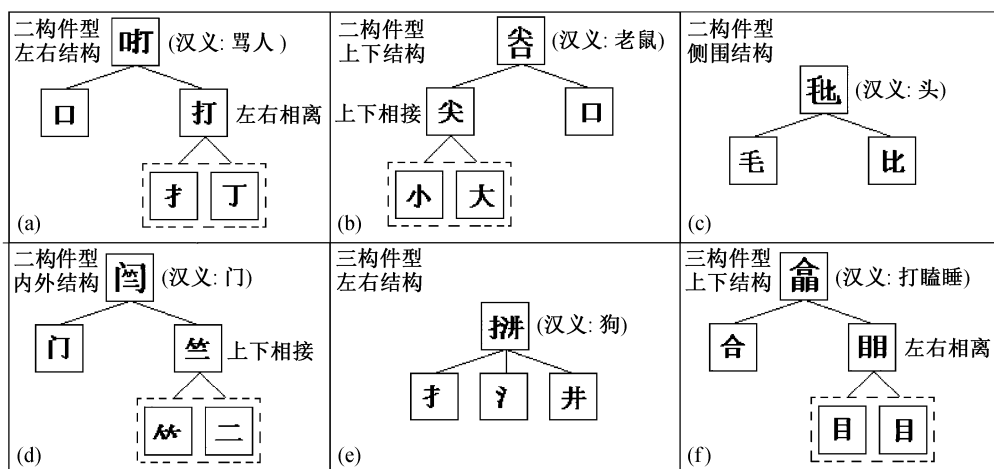 二构件型
左右结构
咑
(汉义: 骂人 )
口
打
左右相离
扌
丁
(a)
二构件型
上下结构
(汉义: 老鼠)
上下相接
尖
口
小
大
(b)
二构件型
侧围结构
(汉义: 头)
毛
比
(c)
二构件型
内外结构
(汉义: 门)
门
竺
上下相接
⺮
二
(d)
三构件型
左右结构
(汉义: 狗)
扌
氵
井
(e)
三构件型
上下结构
(汉义: 打瞌睡)
合
䀠
左右相离
目
目
(f)